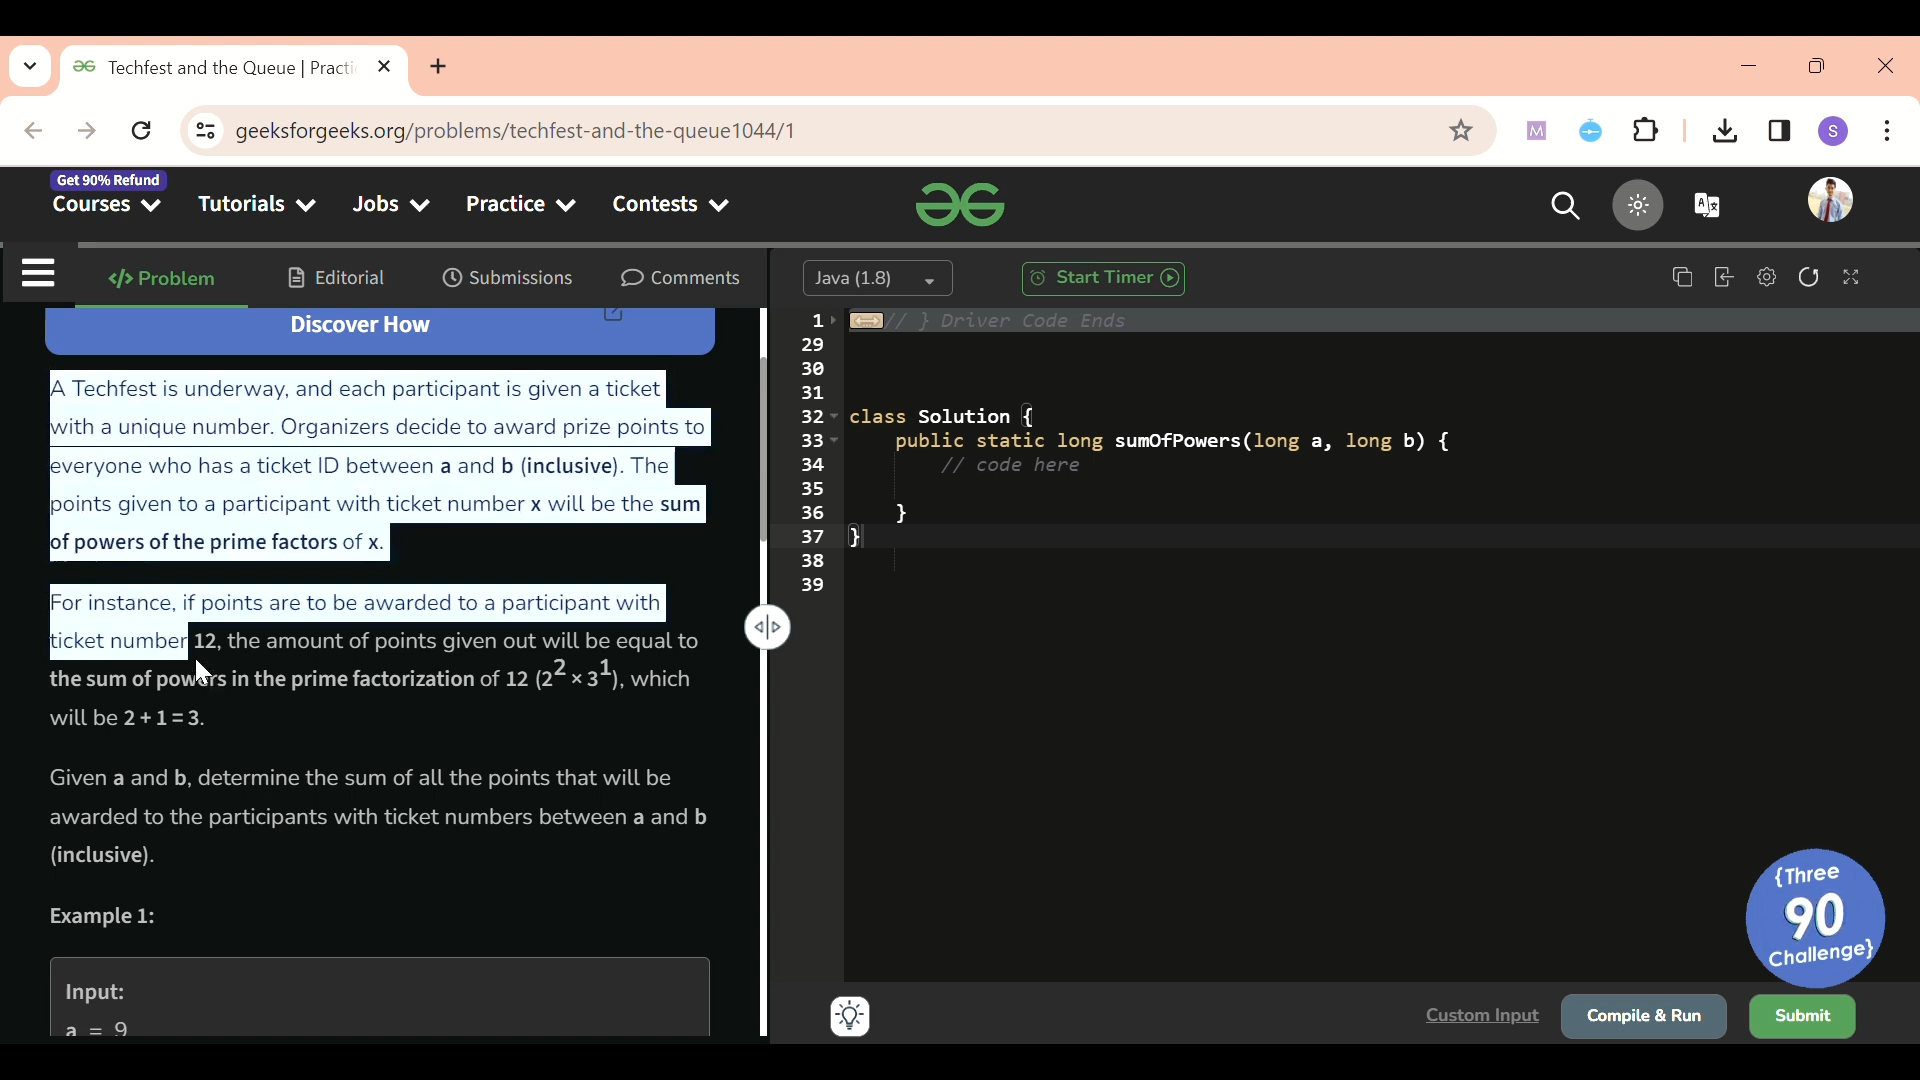 Techfest and the Queue | Practi
geeksforgeeks.org/problems/techfest-and-the-queue1044/1
M
S
Get 90% Refund
Courses
Tutorials
Jobs
Practice
Contests
Problem
Editorial
Submissions
Comments
Java (1.8)
Start Timer
Discover How
A Techfest is underway, and each participant is given a ticket
with a unique number. Organizers decide to award prize points to
everyone who has a ticket ID between a and b (inclusive). The
points given to a participant with ticket number x will be the sum
of powers of the prime factors of x.
For instance, if points are to be awarded to a participant with
ticket number 12, the amount of points given out will be equal to
the sum of powers in the prime factorization of 12 (2² × 3¹), which
will be 2 + 1 = 3.
Given a and b, determine the sum of all the points that will be
awarded to the participants with ticket numbers between a and b
(inclusive).
Example 1:
Input:
a = 9
1 // } Driver Code Ends
29
30
31
32 class Solution {
33 public static long sumOfPowers(long a, long b) {
34 // code here
35
36 }
37 }
38
39
{Three
90
Challenge}
Custom Input
Compile & Run
Submit